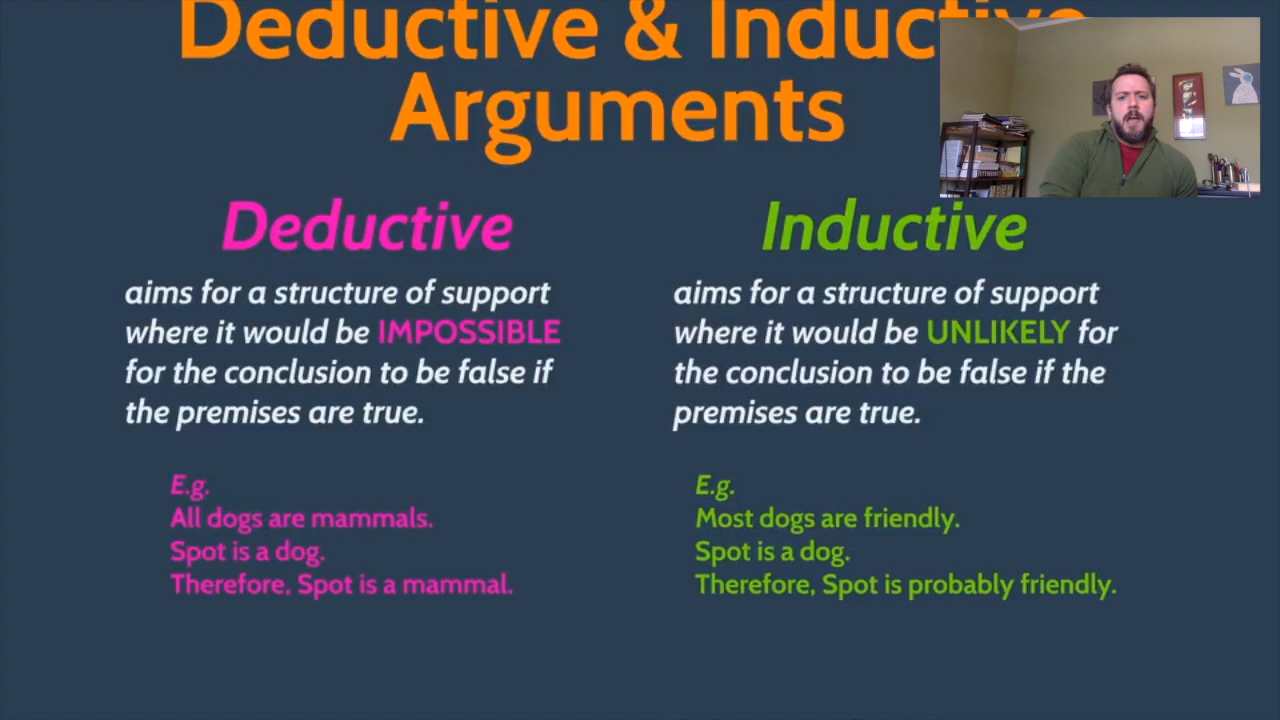 Deductive & Inductive
Arguments
Deductive
aims for a structure of support
where it would be IMPOSSIBLE
for the conclusion to be false if
the premises are true.
E.g.
All dogs are mammals.
Spot is a dog.
Therefore, Spot is a mammal.
Inductive
aims for a structure of support
where it would be UNLIKELY for
the conclusion to be false if the
premises are true.
E.g.
Most dogs are friendly.
Spot is a dog.
Therefore, Spot is probably friendly.